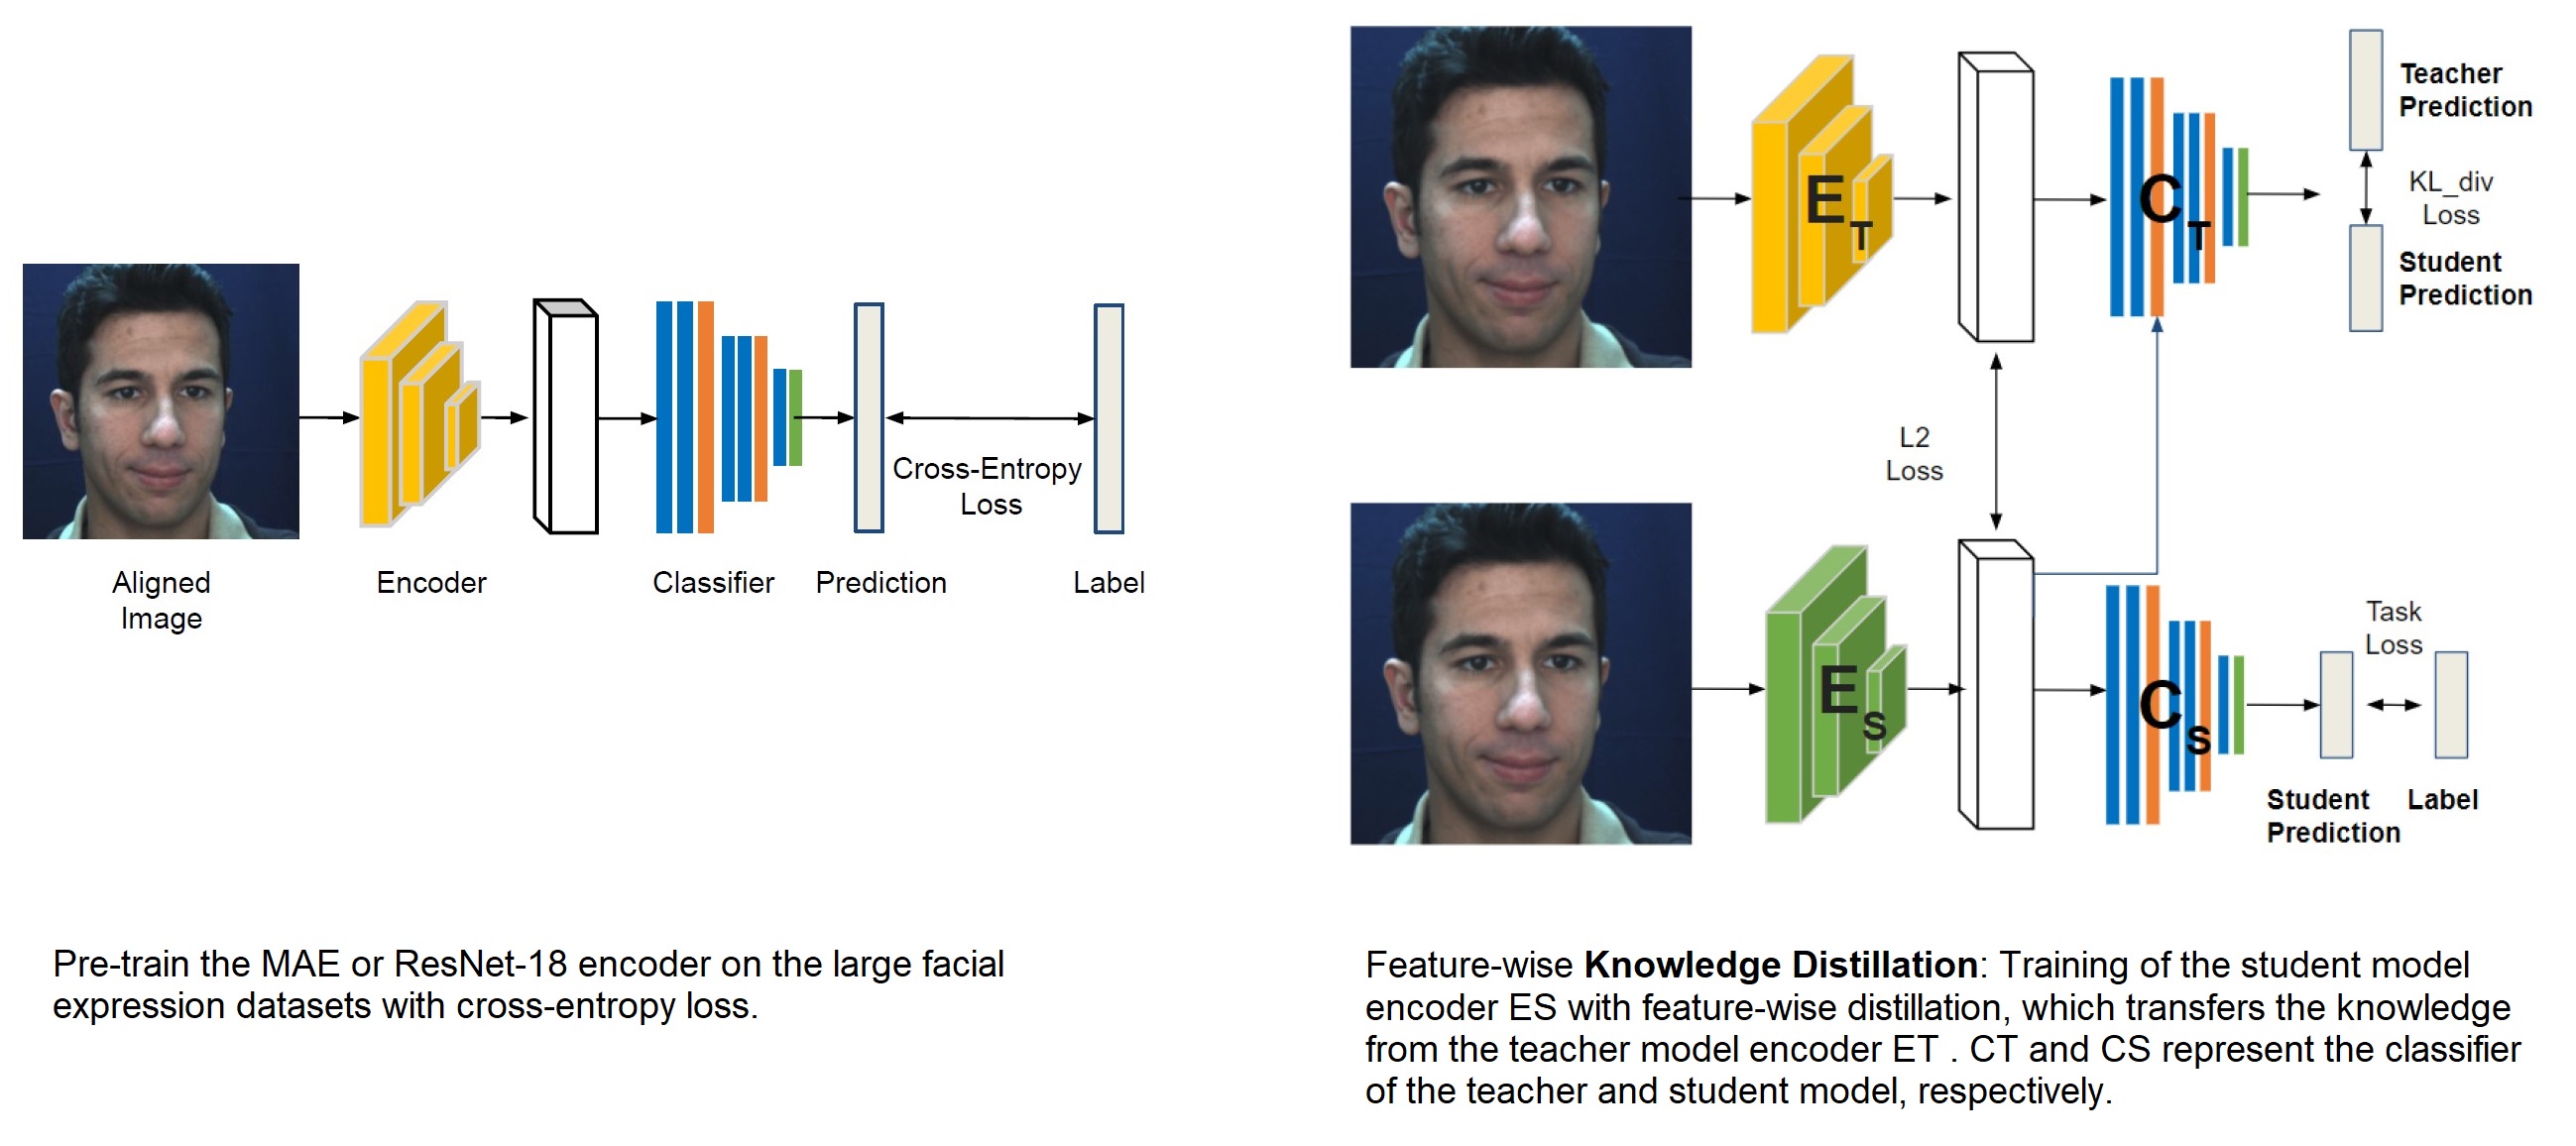 Aligned
Image
Encoder
Classifier
Prediction
Cross-Entropy
Loss
Label
Pre-train the MAE or ResNet-18 encoder on the large facial
expression datasets with cross-entropy loss.
E
T
C
T
Teacher
Prediction
KL_div
Loss
Student
Prediction
L2
Loss
E
S
C
S
Task
Loss
Student
Prediction
Label
Feature-wise Knowledge Distillation: Training of the student model
encoder ES with feature-wise distillation, which transfers the knowledge
from the teacher model encoder ET . CT and CS represent the classifier
of the teacher and student model, respectively.